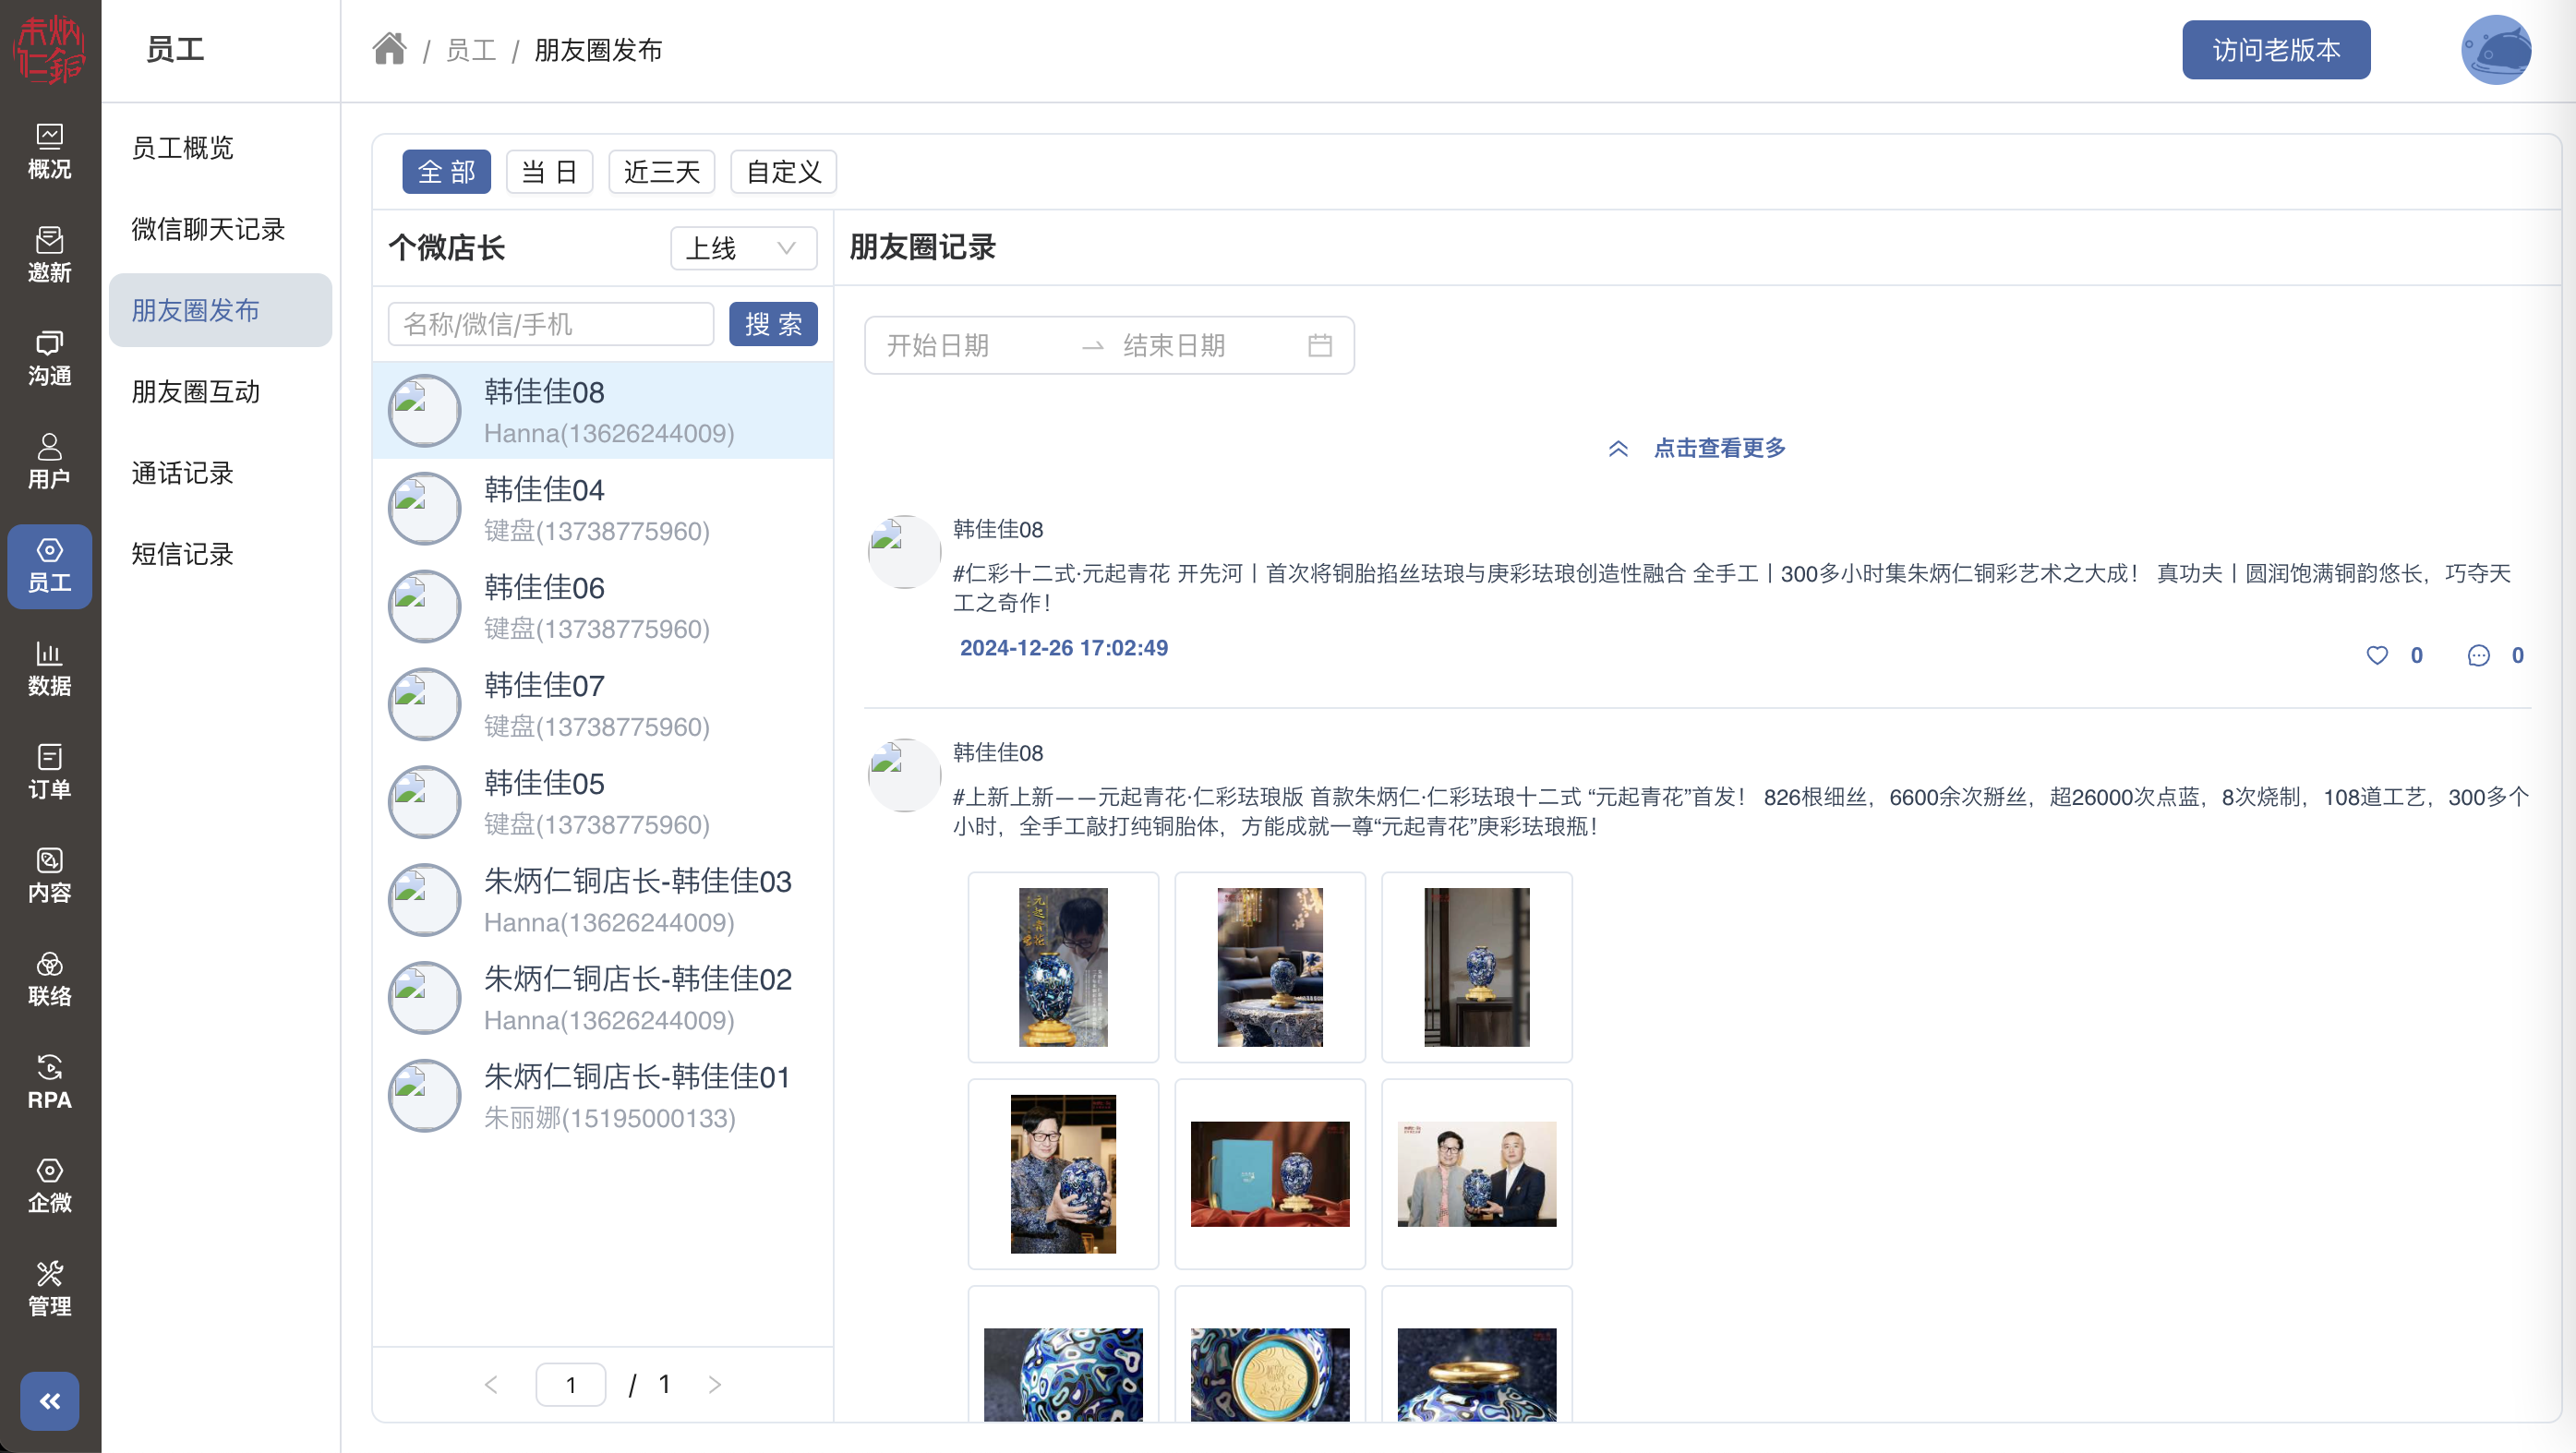 朱炳仁銅
员工
/ 员工 / 朋友圈发布
访问老版本
概况
邀新
沟通
用户
员工
数据
订单
内容
联络
RPA
企微
管理
员工概览
微信聊天记录
朋友圈发布
朋友圈互动
通话记录
短信记录
全 部
当 日
近三天
自定义
个微店长
上线
名称/微信/手机
搜 索
韩佳佳08
Hanna(13626244009)
韩佳佳04
键盘(13738775960)
韩佳佳06
键盘(13738775960)
韩佳佳07
键盘(13738775960)
韩佳佳05
键盘(13738775960)
朱炳仁铜店长-韩佳佳03
Hanna(13626244009)
朱炳仁铜店长-韩佳佳02
Hanna(13626244009)
朱炳仁铜店长-韩佳佳01
朱丽娜(15195000133)
1 / 1
朋友圈记录
开始日期
结束日期
点击查看更多
韩佳佳08
#仁彩十二式·元起青花 开先河丨首次将铜胎掐丝珐琅与庚彩珐琅创造性融合 全手工丨300多小时集朱炳仁铜彩艺术之大成！ 真功夫丨圆润饱满铜韵悠长，巧夺天
工之奇作！
2024-12-26 17:02:49
0
0
韩佳佳08
#上新上新——元起青花·仁彩珐琅版 首款朱炳仁·仁彩珐琅十二式 “元起青花”首发！ 826根细丝，6600余次掰丝，超26000次点蓝，8次烧制，108道工艺，300多个
小时，全手工敲打纯铜胎体，方能成就一尊“元起青花”庚彩珐琅瓶！
元起青花